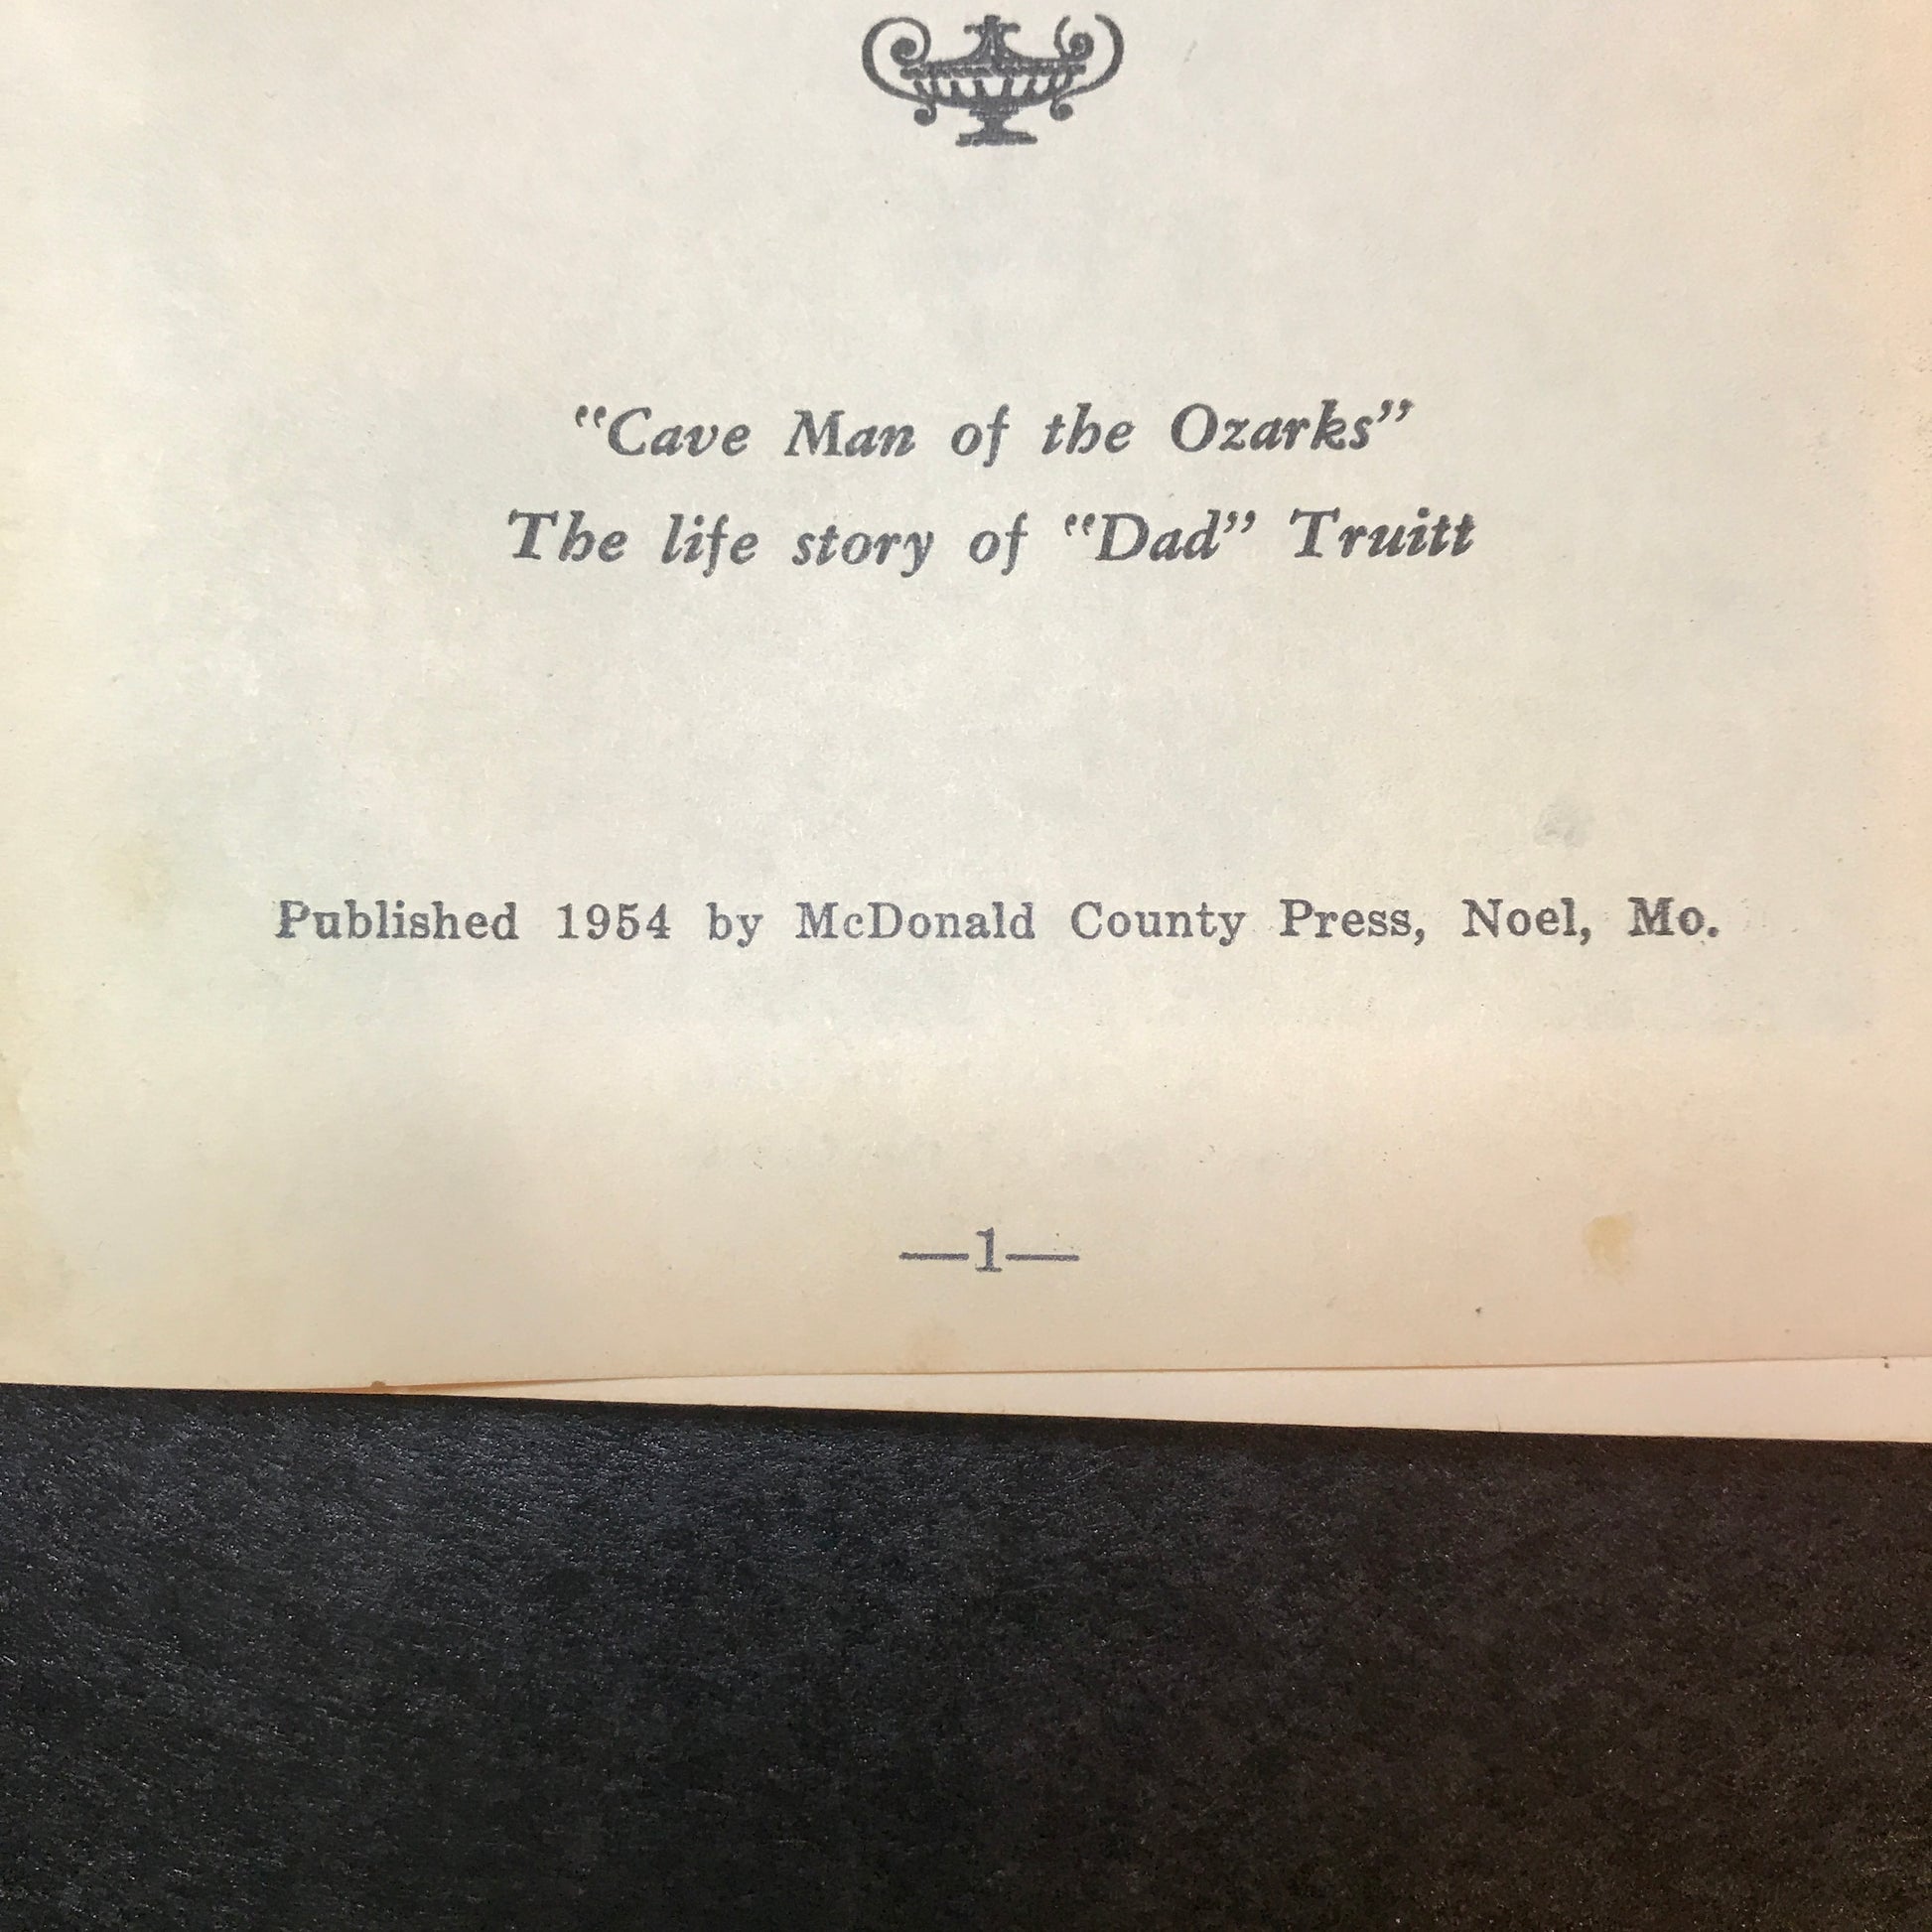 “Cave Man of the Ozarks”
The life story of “Dad” Truitt
Published 1954 by McDonald County Press, Noel, Mo.
—1—